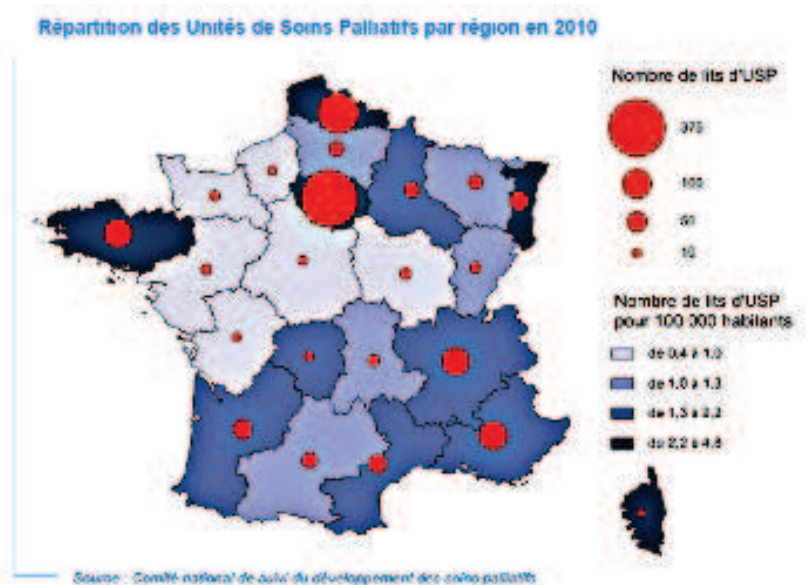 Répartition des Unités de Soins Palliatifs par région en 2010
Nombre de lits d'USP
375
100
50
10
Nombre de lits d'USP
pour 100 000 habitants
de 0,4 à 1,0
de 1,0 à 1,3
de 1,3 à 2,2
de 2,2 à 4,8
Source : Comité national de suivi du développement des soins palliatifs